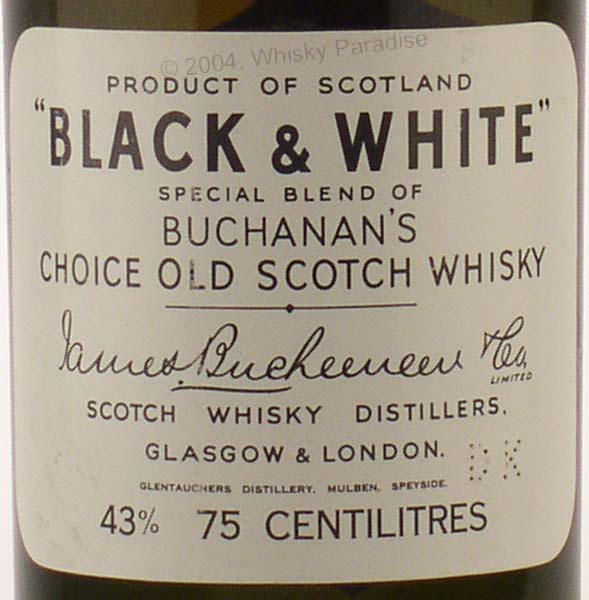 © 2004, Whisky Paradise
PRODUCT OF SCOTLAND
"BLACK & WHITE"
SPECIAL BLEND OF
BUCHANAN'S
CHOICE OLD SCOTCH WHISKY
James Buchanan & Co,
LIMITED
SCOTCH WHISKY DISTILLERS,
GLASGOW & LONDON.
DK
GLENTAUCHERS DISTILLERY, MULBEN, SPEYSIDE.
43% 75 CENTILITRES